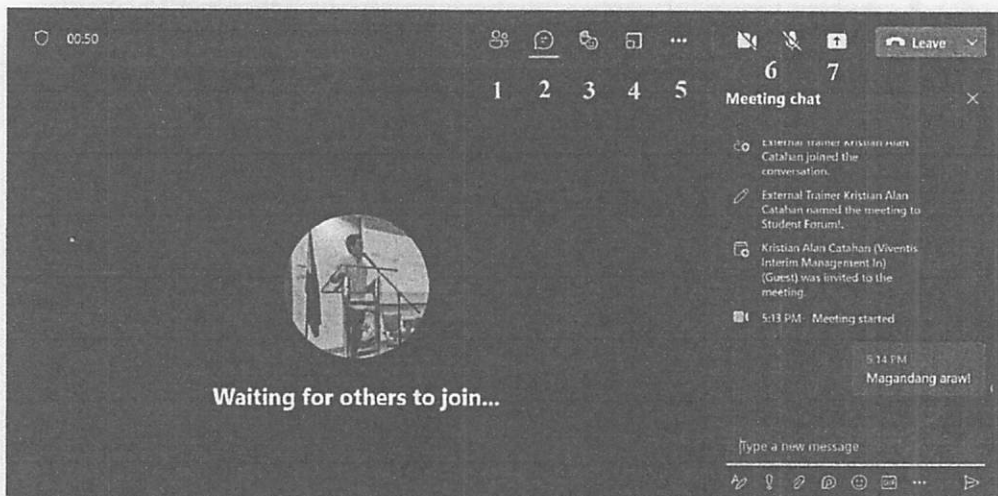 00:50
Leave
1 2 3 4 5 6 7
Meeting chat
External Trainer Kristian Alan
Catahan joined the
conversation.
External Trainer Kristian Alan
Catahan named the meeting to
Student Forum!.
Kristian Alan Catahan (Viventis
Interim Management In)
(Guest) was invited to the
meeting.
5:13 PM Meeting started
5:14 PM
Magandang araw!
Waiting for others to join...
Type a new message
GIF